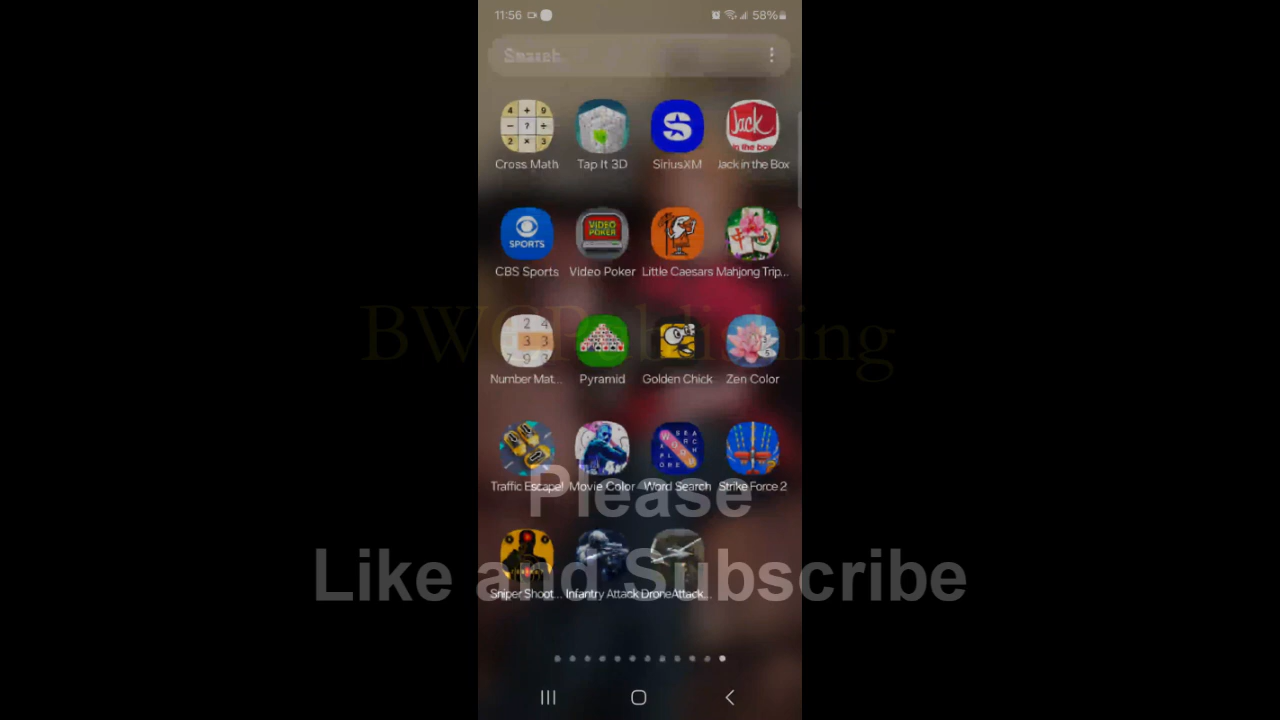 11:56 58%
Search
Cross Math Tap It 3D SiriusXM Jack in the Box
CBS Sports Video Poker Little Caesars Mahjong Trip...
BWCPublishing
Number Mat... Pyramid Golden Chick Zen Color
Traffic Escape! Movie Color Word Search Strike Force 2
Please
Like and Subscribe
Sniper Shoot... Infantry Attack DroneAttack...